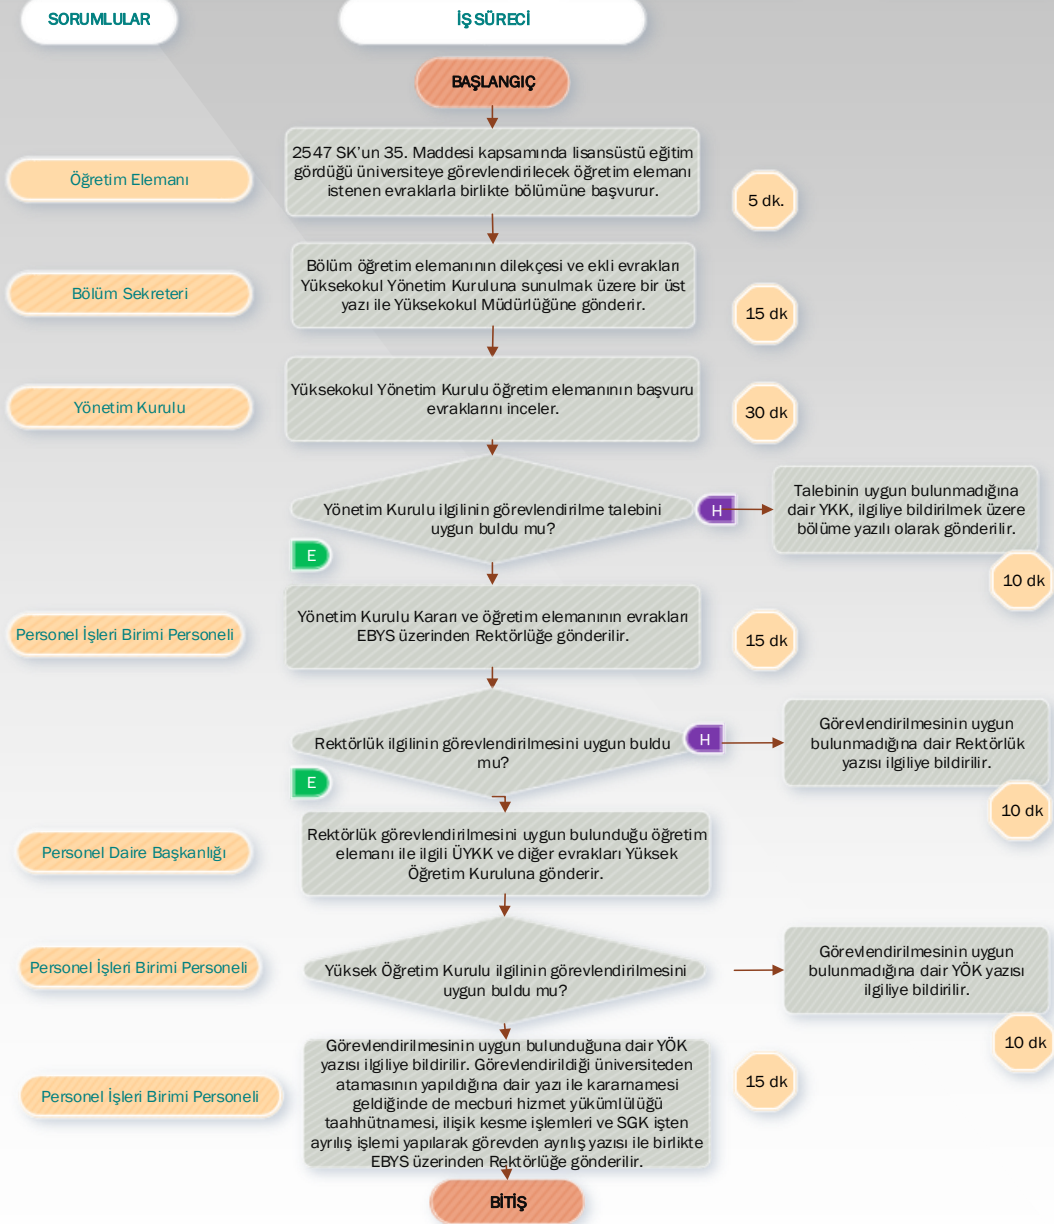 SORUMLULAR
İŞ SÜRECİ
BAŞLANGIÇ
Öğretim Elemanı
2547 SK'un 35. Maddesi kapsamında lisansüstü eğitim
gördüğü üniversiteye görevlendirilecek öğretim elemanı
istenen evraklarla birlikte bölümüne başvurur.
5 dk.
Bölüm Sekreteri
Bölüm öğretim elemanının dilekçesi ve ekli evrakları
Yüksekokul Yönetim Kuruluna sunulmak üzere bir üst
yazı ile Yüksekokul Müdürlüğüne gönderir.
15 dk
Yönetim Kurulu
Yüksekokul Yönetim Kurulu öğretim elemanının başvuru
evraklarını inceler.
30 dk
Yönetim Kurulu ilgilinin görevlendirilme talebini
uygun buldu mu?
H
Talebinin uygun bulunmadığına
dair YKK, ilgiliye bildirilmek üzere
bölüme yazılı olarak gönderilir.
10 dk
E
Personel İşleri Birimi Personeli
Yönetim Kurulu Kararı ve öğretim elemanının evrakları
EBYS üzerinden Rektörlüğe gönderilir.
15 dk
Rektörlük ilgilinin görevlendirilmesini uygun buldu
mu?
H
Görevlendirilmesinin uygun
bulunmadığına dair Rektörlük
yazısı ilgiliye bildirilir.
10 dk
E
Personel Daire Başkanlığı
Rektörlük görevlendirilmesini uygun bulunduğu öğretim
elemanı ile ilgili ÜYKK ve diğer evrakları Yüksek
Öğretim Kuruluna gönderir.
Personel İşleri Birimi Personeli
Yüksek Öğretim Kurulu ilgilinin görevlendirilmesini
uygun buldu mu?
Görevlendirilmesinin uygun
bulunmadığına dair YÖK yazısı
ilgiliye bildirilir.
10 dk
Personel İşleri Birimi Personeli
Görevlendirilmesinin uygun bulunduğuna dair YÖK
yazısı ilgiliye bildirilir. Görevlendirildiği üniversiteden
atamasının yapıldığına dair yazı ile kararnamesi
geldiğinde de mecburi hizmet yükümlülüğü
taahhütnamesi, ilişik kesme işlemleri ve SGK işten
ayrılış işlemi yapılarak görevden ayrılış yazısı ile birlikte
EBYS üzerinden Rektörlüğe gönderilir.
15 dk
BİTİŞ